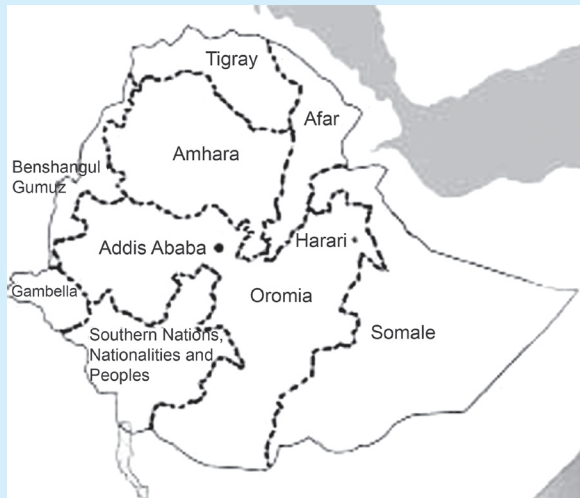 Tigray
Afar
Amhara
Benshangul
Gumuz
Addis Ababa
Harari
Gambella
Oromia
Somale
Southern Nations,
Nationalities and
Peoples